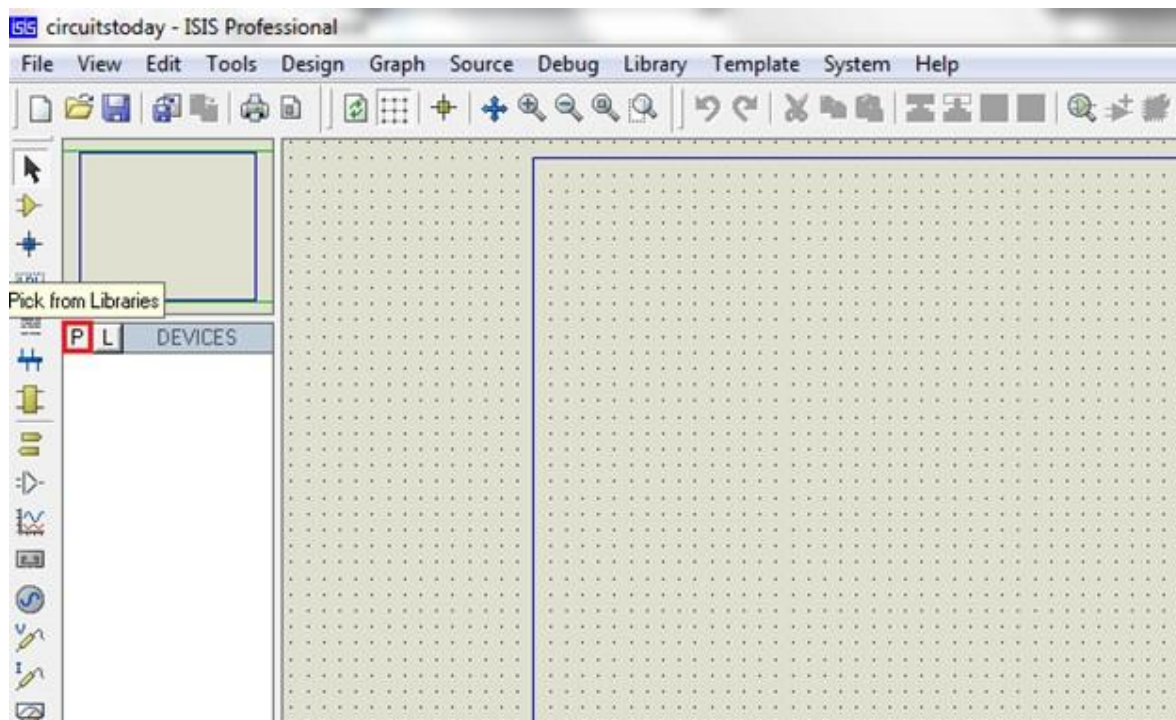 ISIS circuitstoday - ISIS Professional
File View Edit Tools Design Graph Source Debug Library Template System Help
Pick from Libraries
P L DEVICES